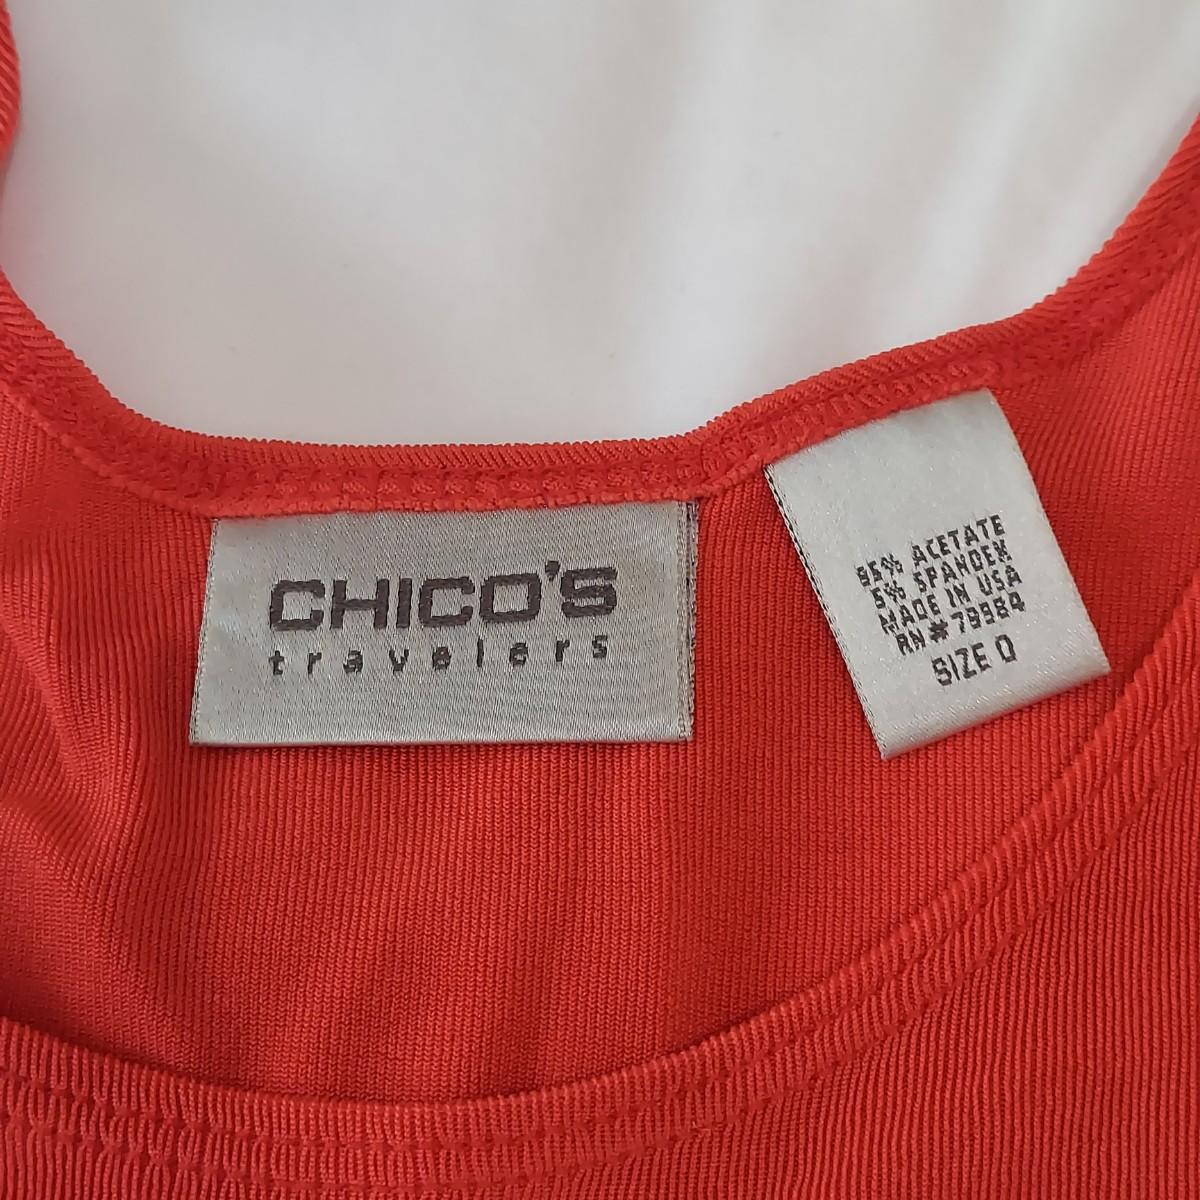 CHICO'S
travelers
95% ACETATE
5% SPANDEX
MADE IN USA
RN#79984
SIZE 0